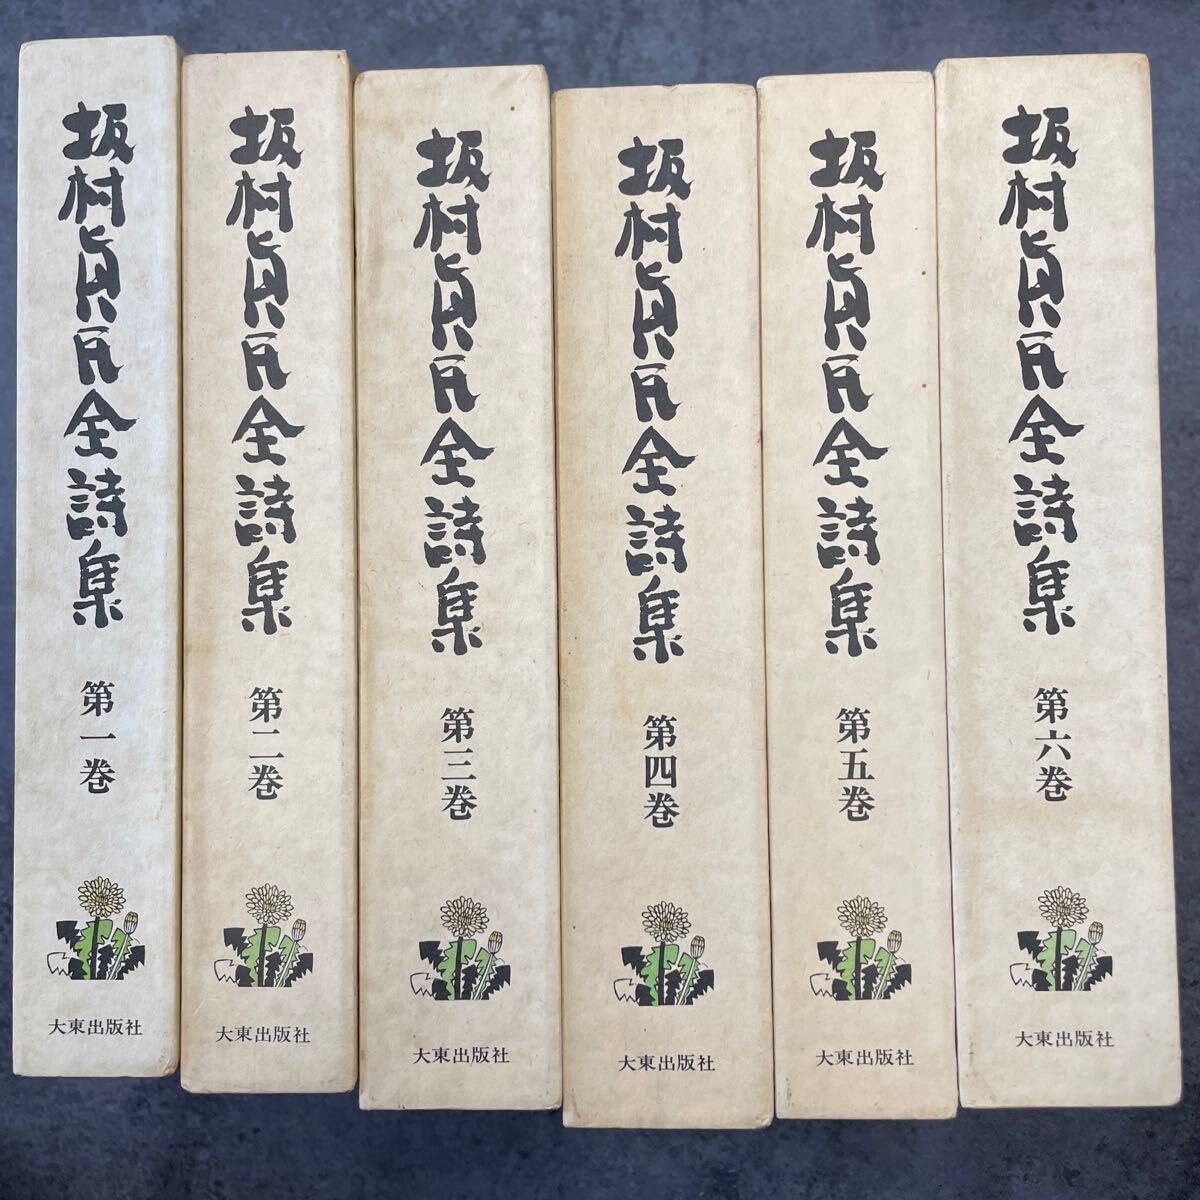 坂村真民全詩集
第一巻
大東出版社
坂村真民全詩集
第二巻
大東出版社
坂村真民全詩集
第三巻
大東出版社
坂村真民全詩集
第四巻
大東出版社
坂村真民全詩集
第五巻
大東出版社
坂村真民全詩集
第六巻
大東出版社